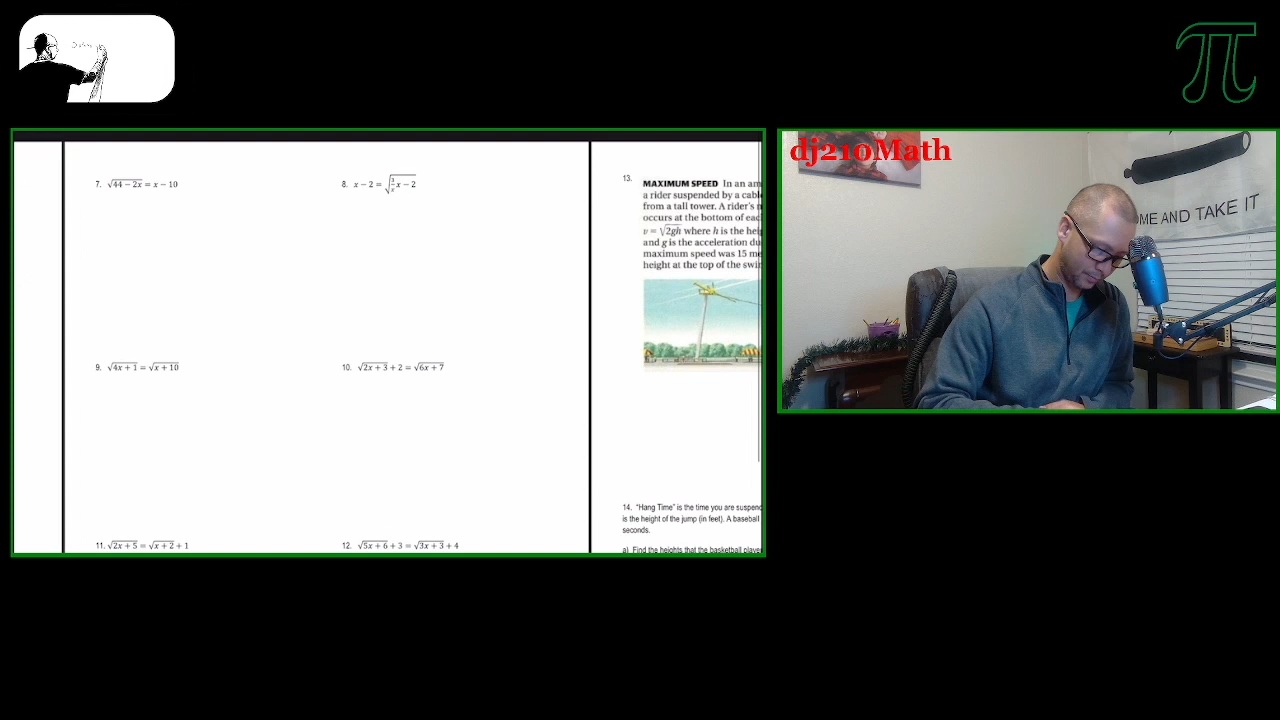 dj210Math
OME AND TAKE IT
7. √44 − 2x = x − 10
8. x − 2 = √x − 2
9. √4x + 1 = √x + 10
10. √2x + 3 + 2 = √6x + 7
11. √2x + 5 = √x + 2 + 1
12. √5x + 6 + 3 = √3x + 3 + 4
13.
MAXIMUM SPEED In an am
a rider suspended by a cabl
from a tall tower. A rider's m
occurs at the bottom of eac
v = √2gh where h is the heig
and g is the acceleration du
maximum speed was 15 me
height at the top of the swi
14. "Hang Time" is the time you are suspend
is the height of the jump (in feet). A baseball
seconds.
a) Find the heights that the basketball playe
π